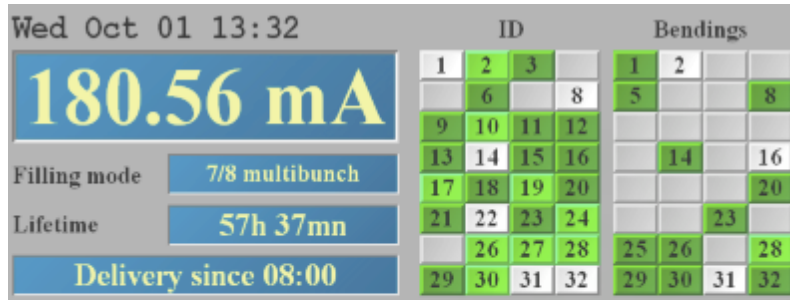 Wed Oct 01 13:32
180.56 mA
Filling mode 7/8 multibunch
Lifetime 57h 37mn
Delivery since 08:00
ID
1 2 3
6 8
9 10 11 12
13 14 15 16
17 18 19 20
21 22 23 24
26 27 28
29 30 31 32
Bendings
1 2
5 8
14 16
20
23
25 26 28
29 30 31 32